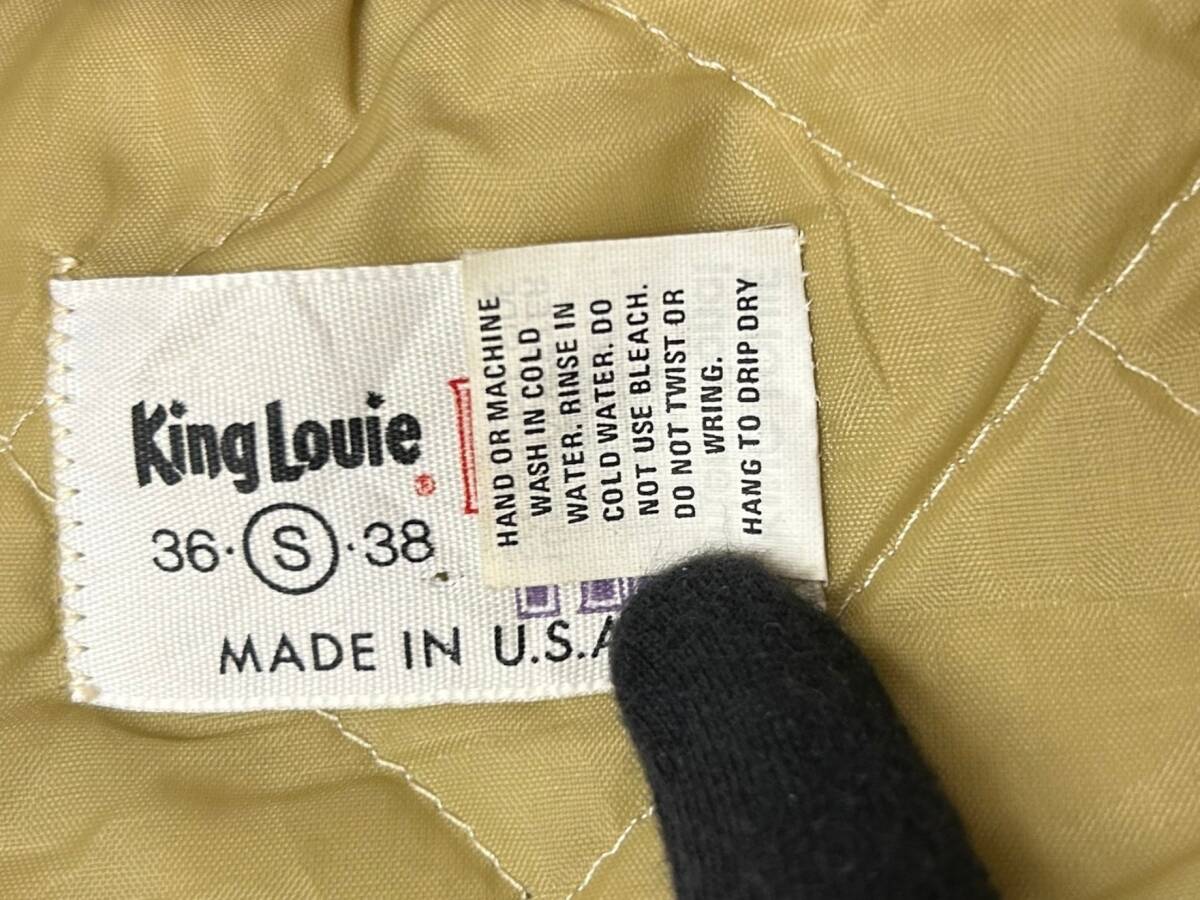 King Louie
®
36·S·38
MADE IN U.S.A
HAND OR MACHINE
WASH IN COLD
WATER. RINSE IN
COLD WATER. DO
NOT USE BLEACH.
DO NOT TWIST OR
WRING.
HANG TO DRIP DRY